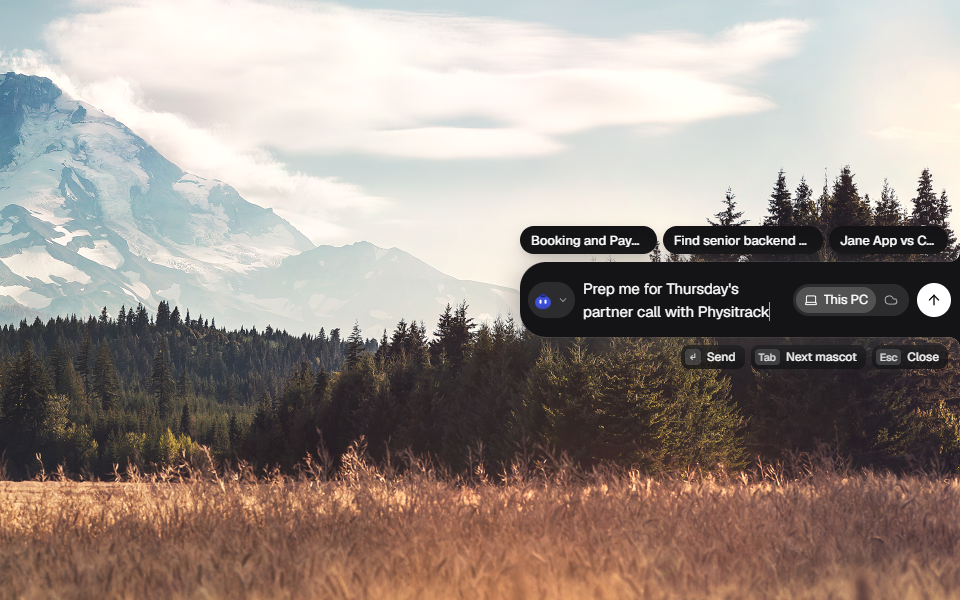 Booking and Pay...
Find senior backend ...
Jane App vs C...
Prep me for Thursday's
partner call with Physitrack
This PC
Send
Tab
Next mascot
Esc
Close